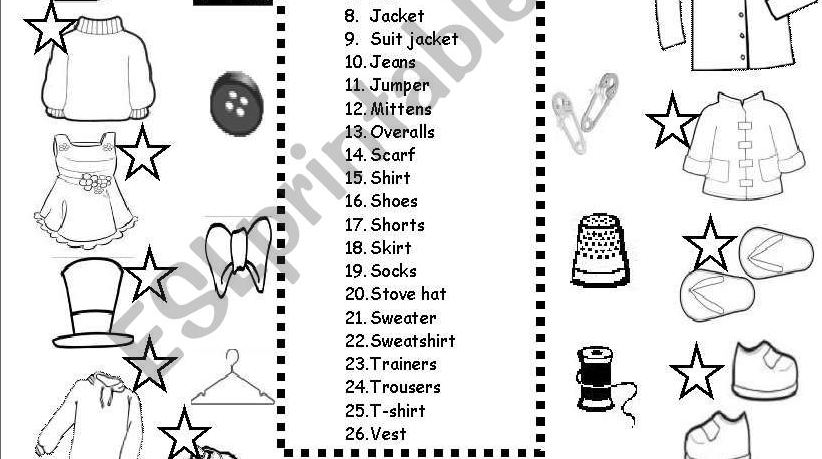 8. Jacket
9. Suit jacket
10. Jeans
11. Jumper
12. Mittens
13. Overalls
14. Scarf
15. Shirt
16. Shoes
17. Shorts
18. Skirt
19. Socks
20. Stove hat
21. Sweater
22. Sweatshirt
23. Trainers
24. Trousers
25. T-shirt
26. Vest
ESLprintable